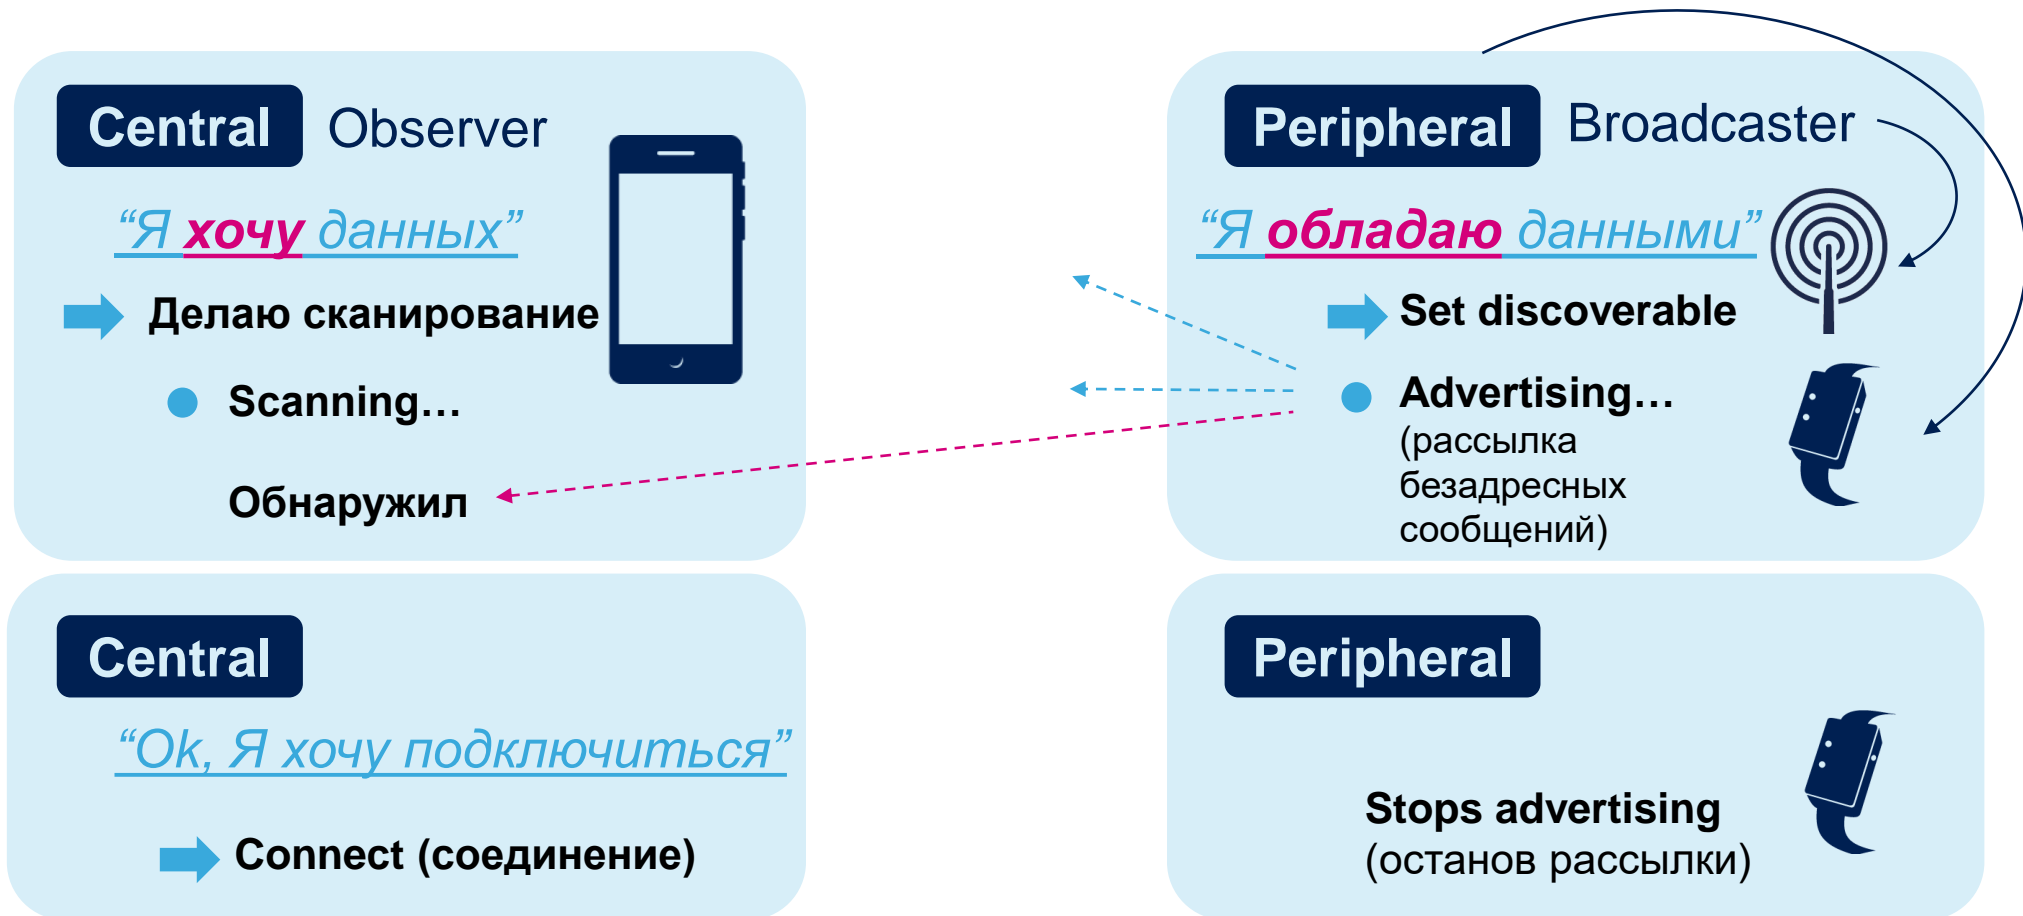 Central Observer
“Я хочу данных”
Делаю сканирование
Scanning…
Обнаружил
Peripheral Broadcaster
“Я обладаю данными”
Set discoverable
Advertising…
(рассылка
безадресных
сообщений)
Central
“Ok, Я хочу подключиться”
Connect (соединение)
Peripheral
Stops advertising
(останов рассылки)